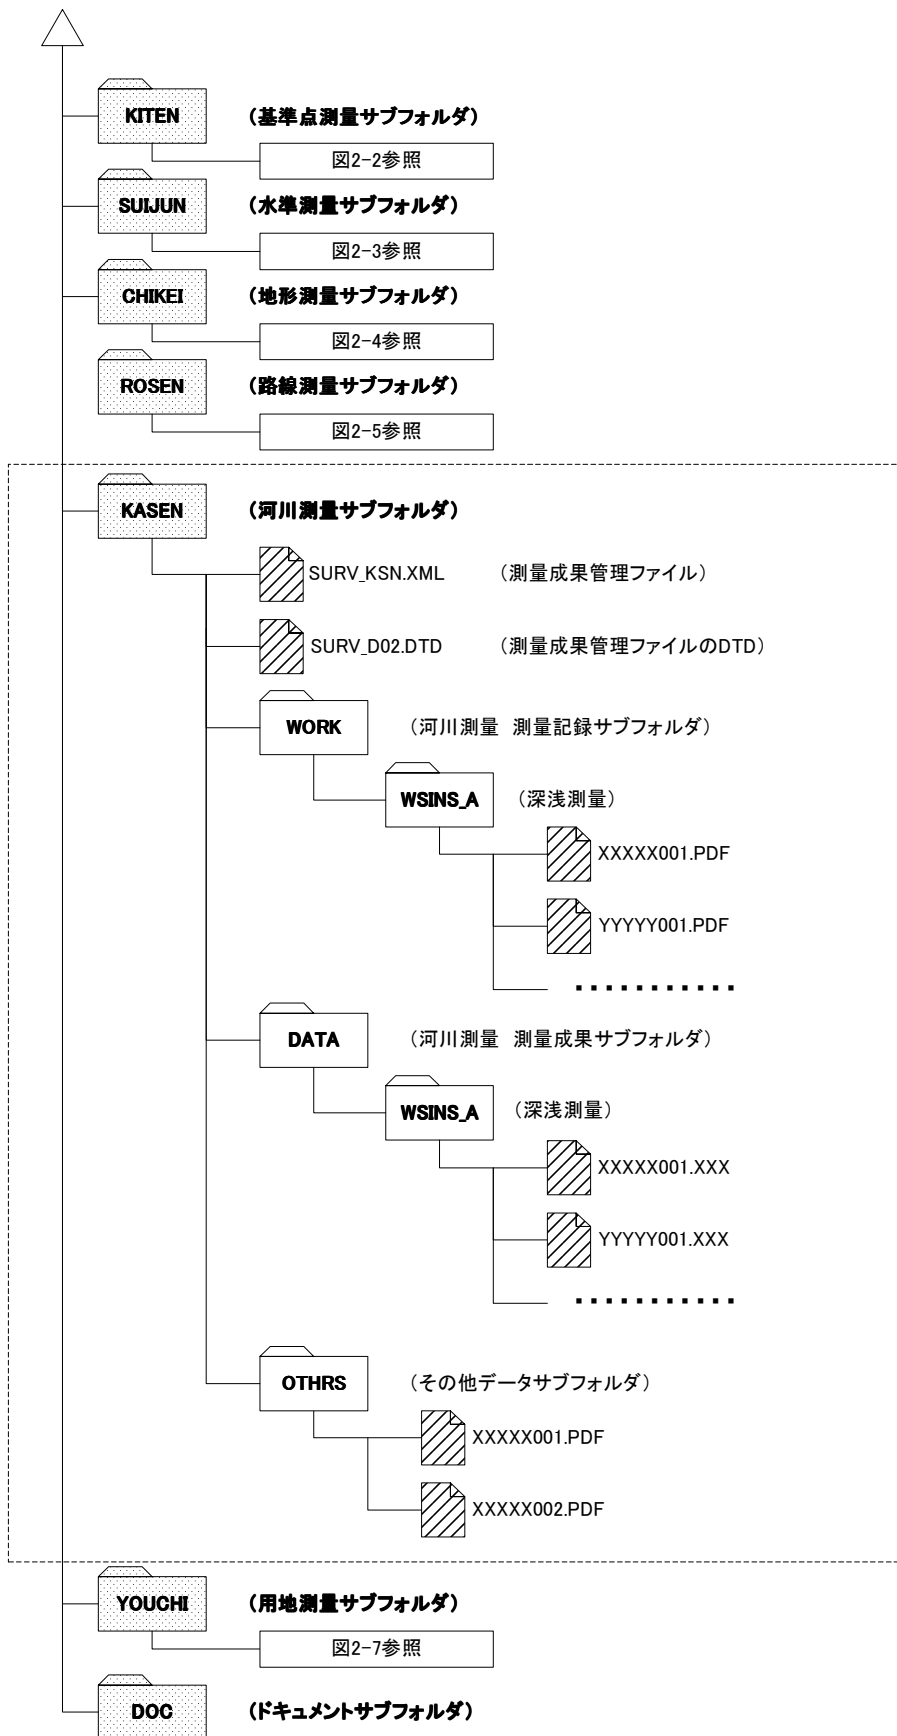 KITEN (基準点測量サブフォルダ)
図2-2参照
SUIJUN (水準測量サブフォルダ)
図2-3参照
CHIKEI (地形測量サブフォルダ)
図2-4参照
ROSEN (路線測量サブフォルダ)
図2-5参照
KASEN (河川測量サブフォルダ)
SURV_KSN.XML (測量成果管理ファイル)
SURV_D02.DTD (測量成果管理ファイルのDTD)
WORK (河川測量 測量記録サブフォルダ)
WSINS_A (深浅測量)
XXXXX001.PDF
YYYYY001.PDF
・・・・・・・・・・・
DATA (河川測量 測量成果サブフォルダ)
WSINS_A (深浅測量)
XXXXX001.XXX
YYYYY001.XXX
・・・・・・・・・・・
OTHRS (その他データサブフォルダ)
XXXXX001.PDF
XXXXX002.PDF
YOUCHI (用地測量サブフォルダ)
図2-7参照
DOC (ドキュメントサブフォルダ)